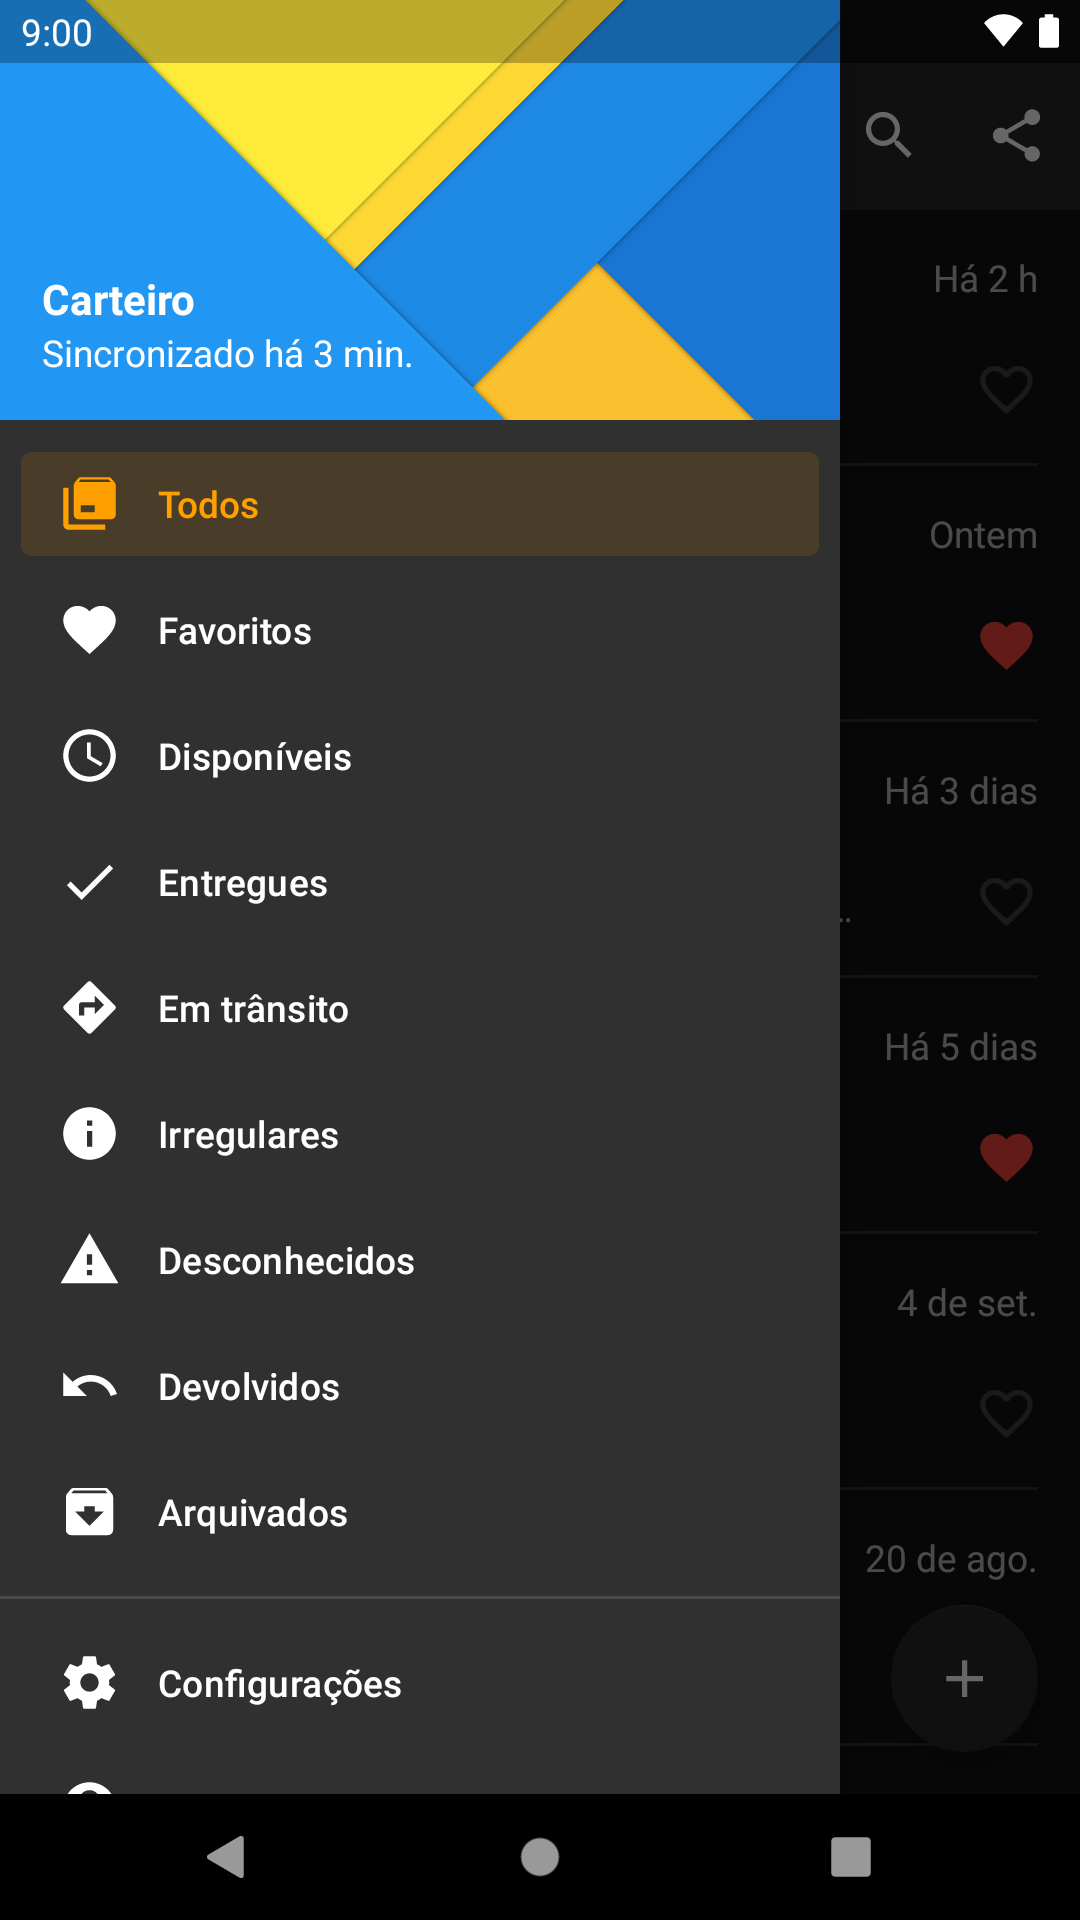 9:00
Carteiro
Sincronizado há 3 min.
Todos
Favoritos
Disponíveis
Entregues
Em trânsito
Irregulares
Desconhecidos
Devolvidos
Arquivados
Configurações
Há 2 h
Ontem
Há 3 dias
..
Há 5 dias
4 de set.
20 de ago.